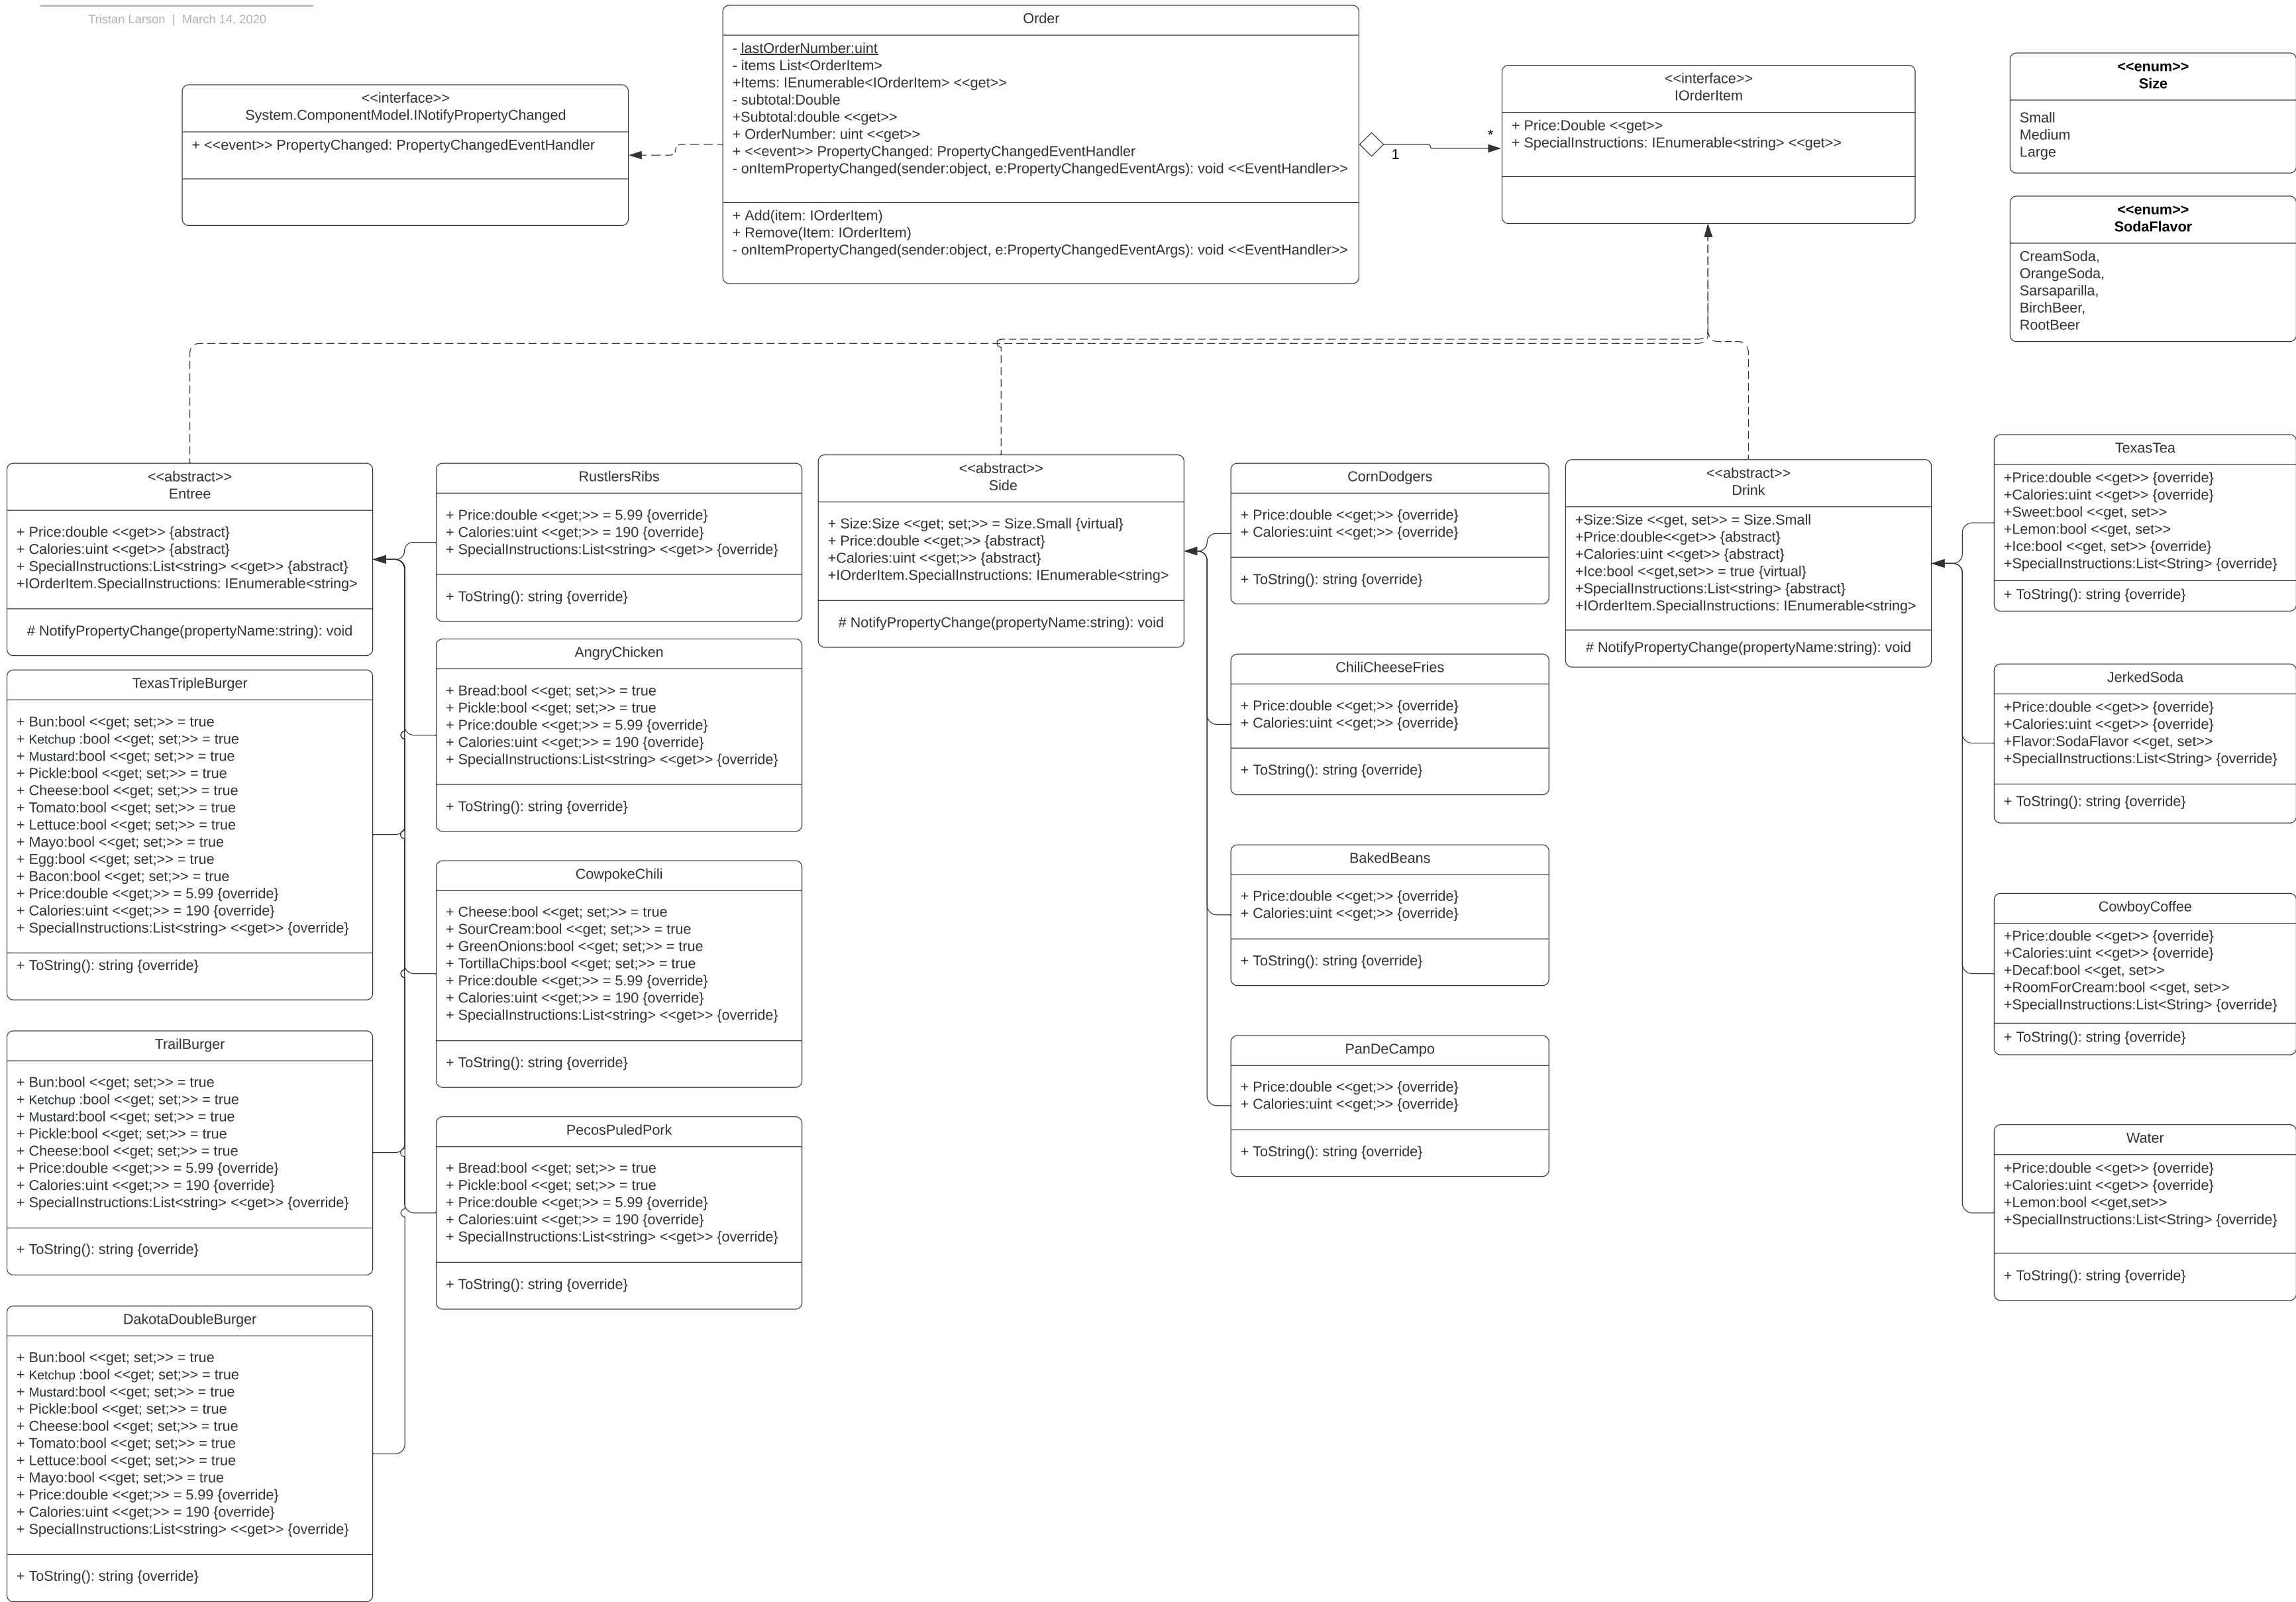 Tristan Larson | March 14, 2020
Order
- lastOrderNumber:uint
- items List<OrderItem>
+Items: IEnumerable<IOrderItem> <<get>>
- subtotal:Double
+Subtotal:double <<get>>
+ OrderNumber: uint <<get>>
+ <<event>> PropertyChanged: PropertyChangedEventHandler
- onItemPropertyChanged(sender:object, e:PropertyChangedEventArgs): void <<EventHandler>>
+ Add(item: IOrderItem)
+ Remove(Item: IOrderItem)
- onItemPropertyChanged(sender:object, e:PropertyChangedEventArgs): void <<EventHandler>>
<<interface>>
System.ComponentModel.INotifyPropertyChanged
+ <<event>> PropertyChanged: PropertyChangedEventHandler
1
*
<<interface>>
IOrderItem
+ Price:Double <<get>>
+ SpecialInstructions: IEnumerable<string> <<get>>
<<enum>>
Size
Small
Medium
Large
<<enum>>
SodaFlavor
CreamSoda,
OrangeSoda,
Sarsaparilla,
BirchBeer,
RootBeer
<<abstract>>
Entree
+ Price:double <<get>> {abstract}
+ Calories:uint <<get>> {abstract}
+ SpecialInstructions:List<string> <<get>> {abstract}
+IOrderItem.SpecialInstructions: IEnumerable<string>
# NotifyPropertyChange(propertyName:string): void
TexasTripleBurger
+ Bun:bool <<get; set;>> = true
+ Ketchup :bool <<get; set;>> = true
+ Mustard:bool <<get; set;>> = true
+ Pickle:bool <<get; set;>> = true
+ Cheese:bool <<get; set;>> = true
+ Tomato:bool <<get; set;>> = true
+ Lettuce:bool <<get; set;>> = true
+ Mayo:bool <<get; set;>> = true
+ Egg:bool <<get; set;>> = true
+ Bacon:bool <<get; set;>> = true
+ Price:double <<get;>> = 5.99 {override}
+ Calories:uint <<get;>> = 190 {override}
+ SpecialInstructions:List<string> <<get>> {override}
+ ToString(): string {override}
TrailBurger
+ Bun:bool <<get; set;>> = true
+ Ketchup :bool <<get; set;>> = true
+ Mustard:bool <<get; set;>> = true
+ Pickle:bool <<get; set;>> = true
+ Cheese:bool <<get; set;>> = true
+ Price:double <<get;>> = 5.99 {override}
+ Calories:uint <<get;>> = 190 {override}
+ SpecialInstructions:List<string> <<get>> {override}
+ ToString(): string {override}
DakotaDoubleBurger
+ Bun:bool <<get; set;>> = true
+ Ketchup :bool <<get; set;>> = true
+ Mustard:bool <<get; set;>> = true
+ Pickle:bool <<get; set;>> = true
+ Cheese:bool <<get; set;>> = true
+ Tomato:bool <<get; set;>> = true
+ Lettuce:bool <<get; set;>> = true
+ Mayo:bool <<get; set;>> = true
+ Price:double <<get;>> = 5.99 {override}
+ Calories:uint <<get;>> = 190 {override}
+ SpecialInstructions:List<string> <<get>> {override}
+ ToString(): string {override}
RustlersRibs
+ Price:double <<get;>> = 5.99 {override}
+ Calories:uint <<get;>> = 190 {override}
+ SpecialInstructions:List<string> <<get>> {override}
+ ToString(): string {override}
AngryChicken
+ Bread:bool <<get; set;>> = true
+ Pickle:bool <<get; set;>> = true
+ Price:double <<get;>> = 5.99 {override}
+ Calories:uint <<get;>> = 190 {override}
+ SpecialInstructions:List<string> <<get>> {override}
+ ToString(): string {override}
CowpokeChili
+ Cheese:bool <<get; set;>> = true
+ SourCream:bool <<get; set;>> = true
+ GreenOnions:bool <<get; set;>> = true
+ TortillaChips:bool <<get; set;>> = true
+ Price:double <<get;>> = 5.99 {override}
+ Calories:uint <<get;>> = 190 {override}
+ SpecialInstructions:List<string> <<get>> {override}
+ ToString(): string {override}
PecosPuledPork
+ Bread:bool <<get; set;>> = true
+ Pickle:bool <<get; set;>> = true
+ Price:double <<get;>> = 5.99 {override}
+ Calories:uint <<get;>> = 190 {override}
+ SpecialInstructions:List<string> <<get>> {override}
+ ToString(): string {override}
<<abstract>>
Side
+ Size:Size <<get; set;>> = Size.Small {virtual}
+ Price:double <<get;>> {abstract}
+Calories:uint <<get;>> {abstract}
+IOrderItem.SpecialInstructions: IEnumerable<string>
# NotifyPropertyChange(propertyName:string): void
CornDodgers
+ Price:double <<get;>> {override}
+ Calories:uint <<get;>> {override}
+ ToString(): string {override}
ChiliCheeseFries
+ Price:double <<get;>> {override}
+ Calories:uint <<get;>> {override}
+ ToString(): string {override}
BakedBeans
+ Price:double <<get;>> {override}
+ Calories:uint <<get;>> {override}
+ ToString(): string {override}
PanDeCampo
+ Price:double <<get;>> {override}
+ Calories:uint <<get;>> {override}
+ ToString(): string {override}
<<abstract>>
Drink
+Size:Size <<get, set>> = Size.Small
+Price:double<<get>> {abstract}
+Calories:uint <<get>> {abstract}
+Ice:bool <<get,set>> = true {virtual}
+SpecialInstructions:List<string> {abstract}
+IOrderItem.SpecialInstructions: IEnumerable<string>
# NotifyPropertyChange(propertyName:string): void
TexasTea
+Price:double <<get>> {override}
+Calories:uint <<get>> {override}
+Sweet:bool <<get, set>>
+Lemon:bool <<get, set>>
+Ice:bool <<get, set>> {override}
+SpecialInstructions:List<String> {override}
+ ToString(): string {override}
JerkedSoda
+Price:double <<get>> {override}
+Calories:uint <<get>> {override}
+Flavor:SodaFlavor <<get, set>>
+SpecialInstructions:List<String> {override}
+ ToString(): string {override}
CowboyCoffee
+Price:double <<get>> {override}
+Calories:uint <<get>> {override}
+Decaf:bool <<get, set>>
+RoomForCream:bool <<get, set>>
+SpecialInstructions:List<String> {override}
+ ToString(): string {override}
Water
+Price:double <<get>> {override}
+Calories:uint <<get>> {override}
+Lemon:bool <<get,set>>
+SpecialInstructions:List<String> {override}
+ ToString(): string {override}